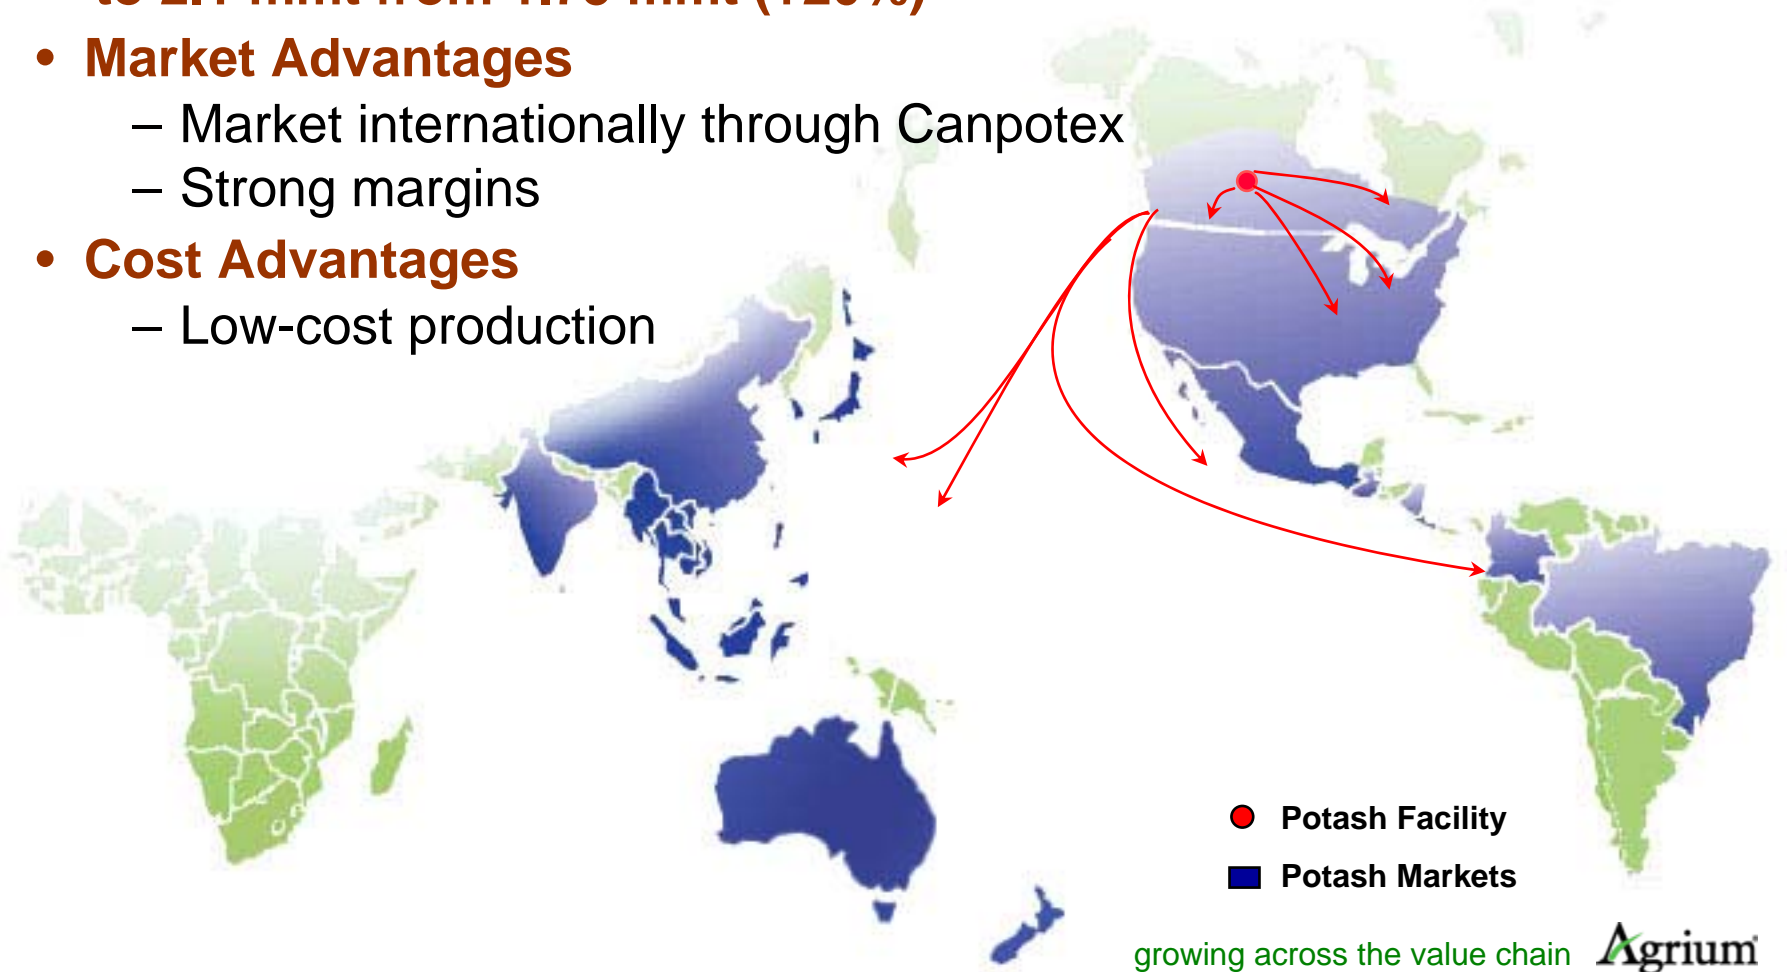 • Market Advantages
– Market internationally through Canpotex
– Strong margins
• Cost Advantages
– Low-cost production
Potash Facility
Potash Markets
growing across the value chain Agrium